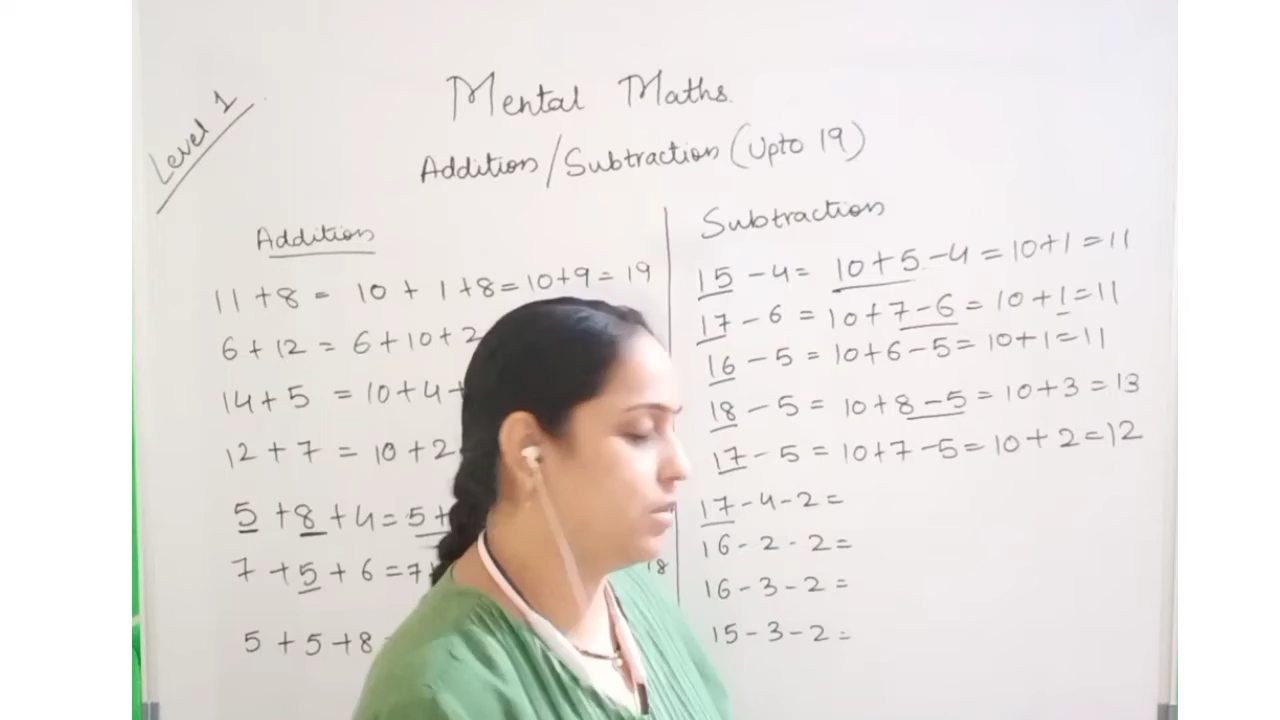 Level 1
Mental Maths.
Addition/Subtraction (Upto 19)
Addition
11 + 8 = 10 + 1 + 8 = 10 + 9 = 19
6 + 12 = 6 + 10 + 2
14 + 5 = 10 + 4 +
12 + 7 = 10 + 2
5 + 8 + 4 = 5 +
7 + 5 + 6 = 7 18
5 + 5 + 8
Subtraction
15 - 4 = 10 + 5 - 4 = 10 + 1 = 11
17 - 6 = 10 + 7 - 6 = 10 + 1 = 11
16 - 5 = 10 + 6 - 5 = 10 + 1 = 11
18 - 5 = 10 + 8 - 5 = 10 + 3 = 13
17 - 5 = 10 + 7 - 5 = 10 + 2 = 12
17 - 4 - 2 =
16 - 2 - 2 =
16 - 3 - 2 =
15 - 3 - 2 =